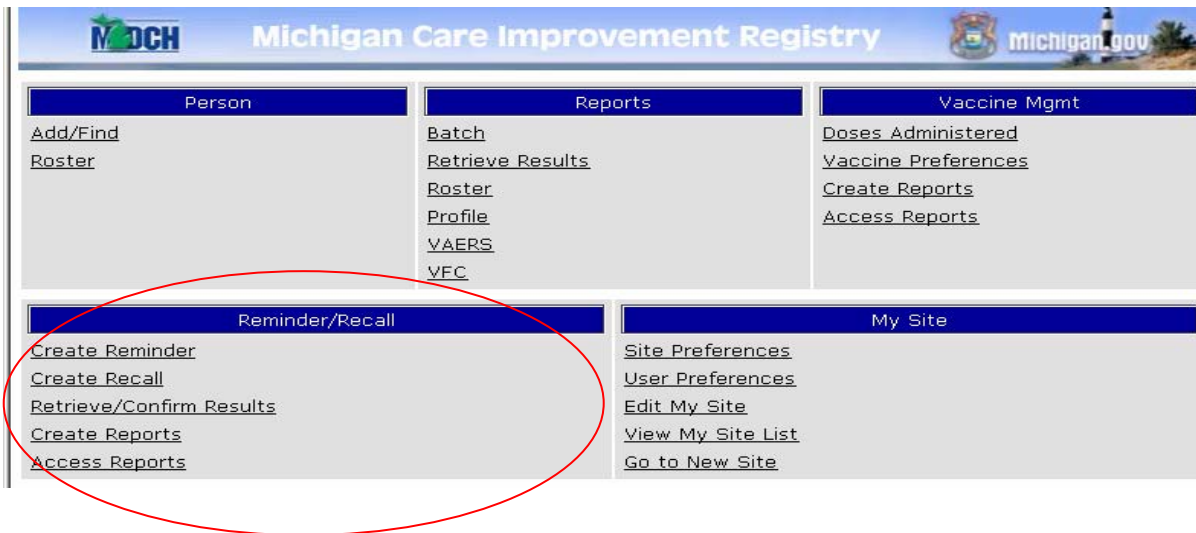 MDCH Michigan Care Improvement Registry michigan.gov
Person
Add/Find
Roster
Reports
Batch
Retrieve Results
Roster
Profile
VAERS
VFC
Vaccine Mgmt
Doses Administered
Vaccine Preferences
Create Reports
Access Reports
Reminder/Recall
Create Reminder
Create Recall
Retrieve/Confirm Results
Create Reports
Access Reports
My Site
Site Preferences
User Preferences
Edit My Site
View My Site List
Go to New Site